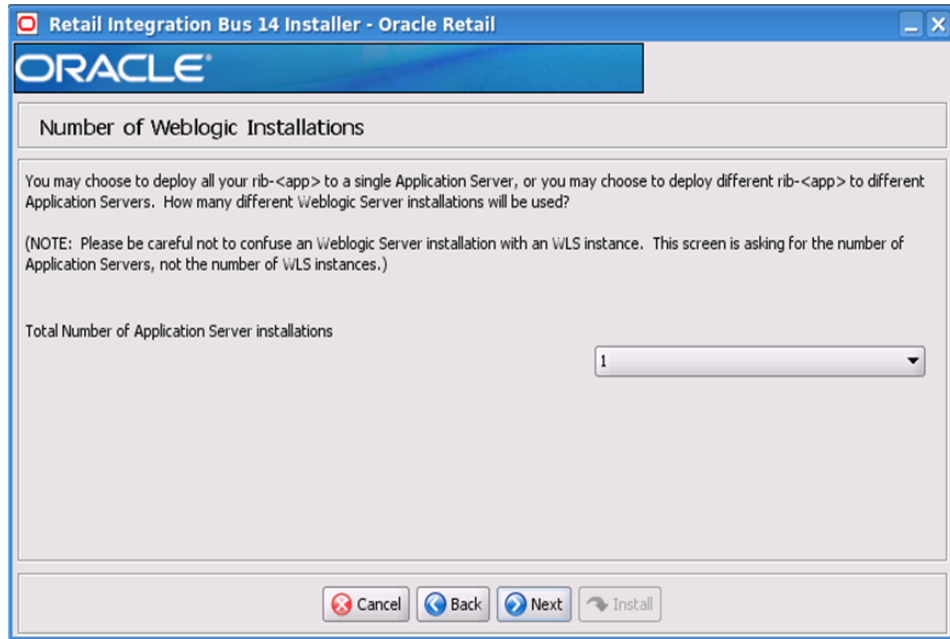 Retail Integration Bus 14 Installer - Oracle Retail
ORACLE
Number of Weblogic Installations
You may choose to deploy all your rib-<app> to a single Application Server, or you may choose to deploy different rib-<app> to different
Application Servers. How many different Weblogic Server installations will be used?
(NOTE: Please be careful not to confuse an Weblogic Server installation with an WLS instance. This screen is asking for the number of
Application Servers, not the number of WLS instances.)
Total Number of Application Server installations
1
Cancel Back Next Install